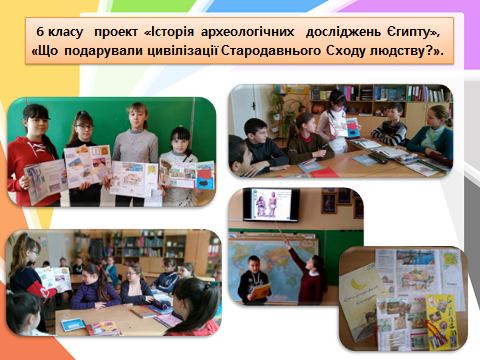 6 класу проект «Історія археологічних досліджень Єгипту»,
«Що подарували цивілізації Стародавнього Сходу людству?».